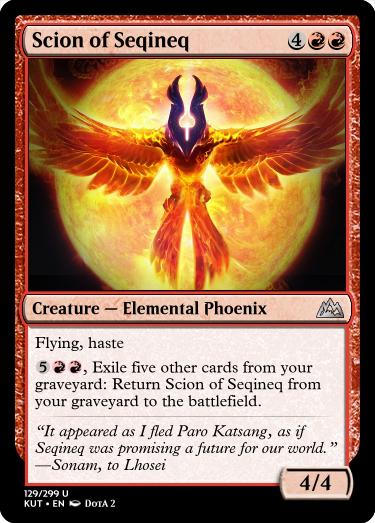 Scion of Seqineq 4
Creature — Elemental Phoenix
Flying, haste
5, Exile five other cards from your
graveyard: Return Scion of Seqineq from
your graveyard to the battlefield.
“It appeared as I fled Paro Katsang, as if
Seqineq was promising a future for our world.”
—Sonam, to Lhosei
4/4
129/299 U
KUT • EN DotA 2